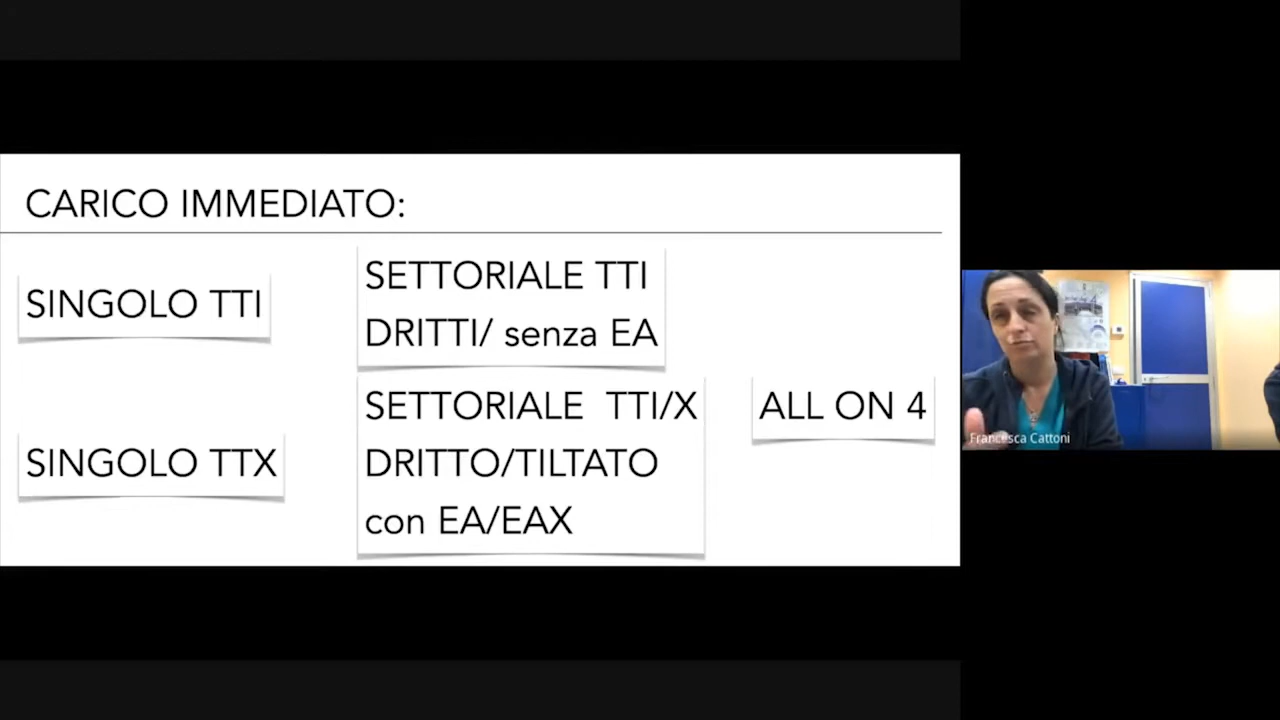 CARICO IMMEDIATO:
SINGOLO TTI
SINGOLO TTX
SETTORIALE TTI
DRITTI/ senza EA
SETTORIALE TTI/X
DRITTO/TILTATO
con EA/EAX
ALL ON 4
Francesca Cattoni